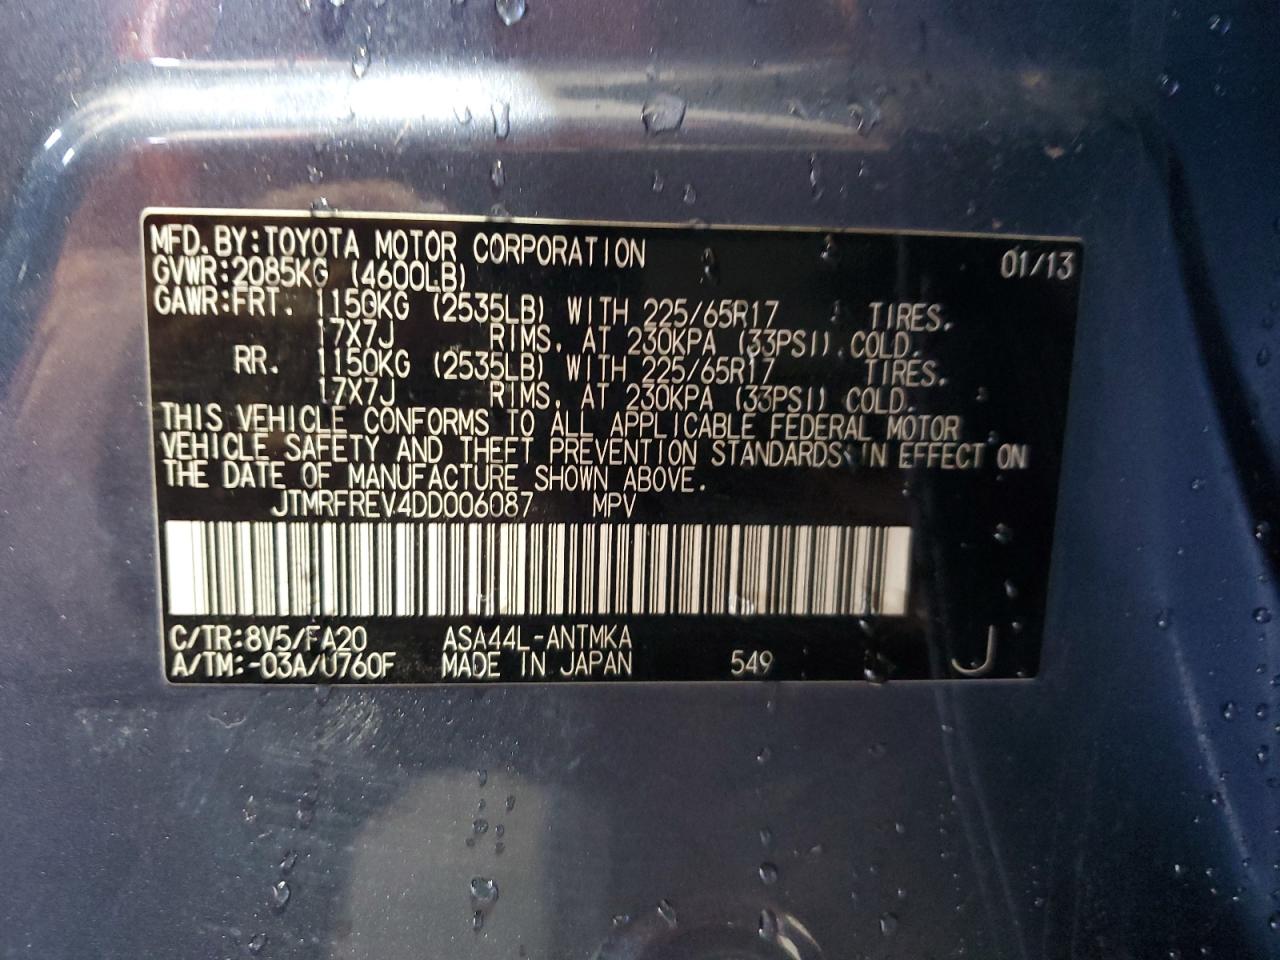 MFD.BY:TOYOTA MOTOR CORPORATION 01/13
GVWR:2085KG (4600LB)
GAWR:FRT. 1150KG (2535LB) WITH 225/65R17 TIRES.
17X7J RIMS, AT 230KPA (33PSI) COLD.
RR. 1150KG (2535LB) WITH 225/65R17 TIRES.
17X7J RIMS, AT 230KPA (33PSI) COLD.
THIS VEHICLE CONFORMS TO ALL APPLICABLE FEDERAL MOTOR
VEHICLE SAFETY AND THEFT PREVENTION STANDARDS IN EFFECT ON
THE DATE OF MANUFACTURE SHOWN ABOVE.
JTMRFREV4DD006087 MPV
C/TR:8V5/FA20 ASA44L-ANTMKA
A/TM:-03A/U760F MADE IN JAPAN 549 J